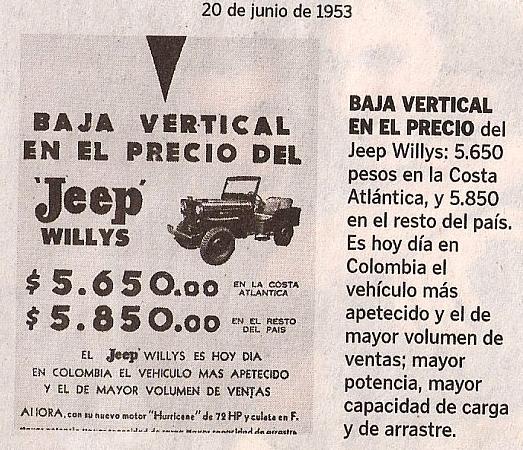 20 de junio de 1953
BAJA VERTICAL
EN EL PRECIO DEL
'Jeep'
WILLYS
$ 5.650.00 EN LA COSTA
ATLANTICA
$ 5.850.00 EN EL RESTO
DEL PAIS
EL Jeep WILLYS ES HOY DIA
EN COLOMBIA EL VEHICULO MAS APETECIDO
Y EL DE MAYOR VOLUMEN DE VENTAS
AHORA, con su nuevo motor "Hurricane" de 72 HP y culata en F.
BAJA VERTICAL
EN EL PRECIO del
Jeep Willys: 5.650
pesos en la Costa
Atlántica, y 5.850
en el resto del país.
Es hoy día en
Colombia el
vehículo más
apetecido y el de
mayor volumen de
ventas; mayor
potencia, mayor
capacidad de carga
y de arrastre.